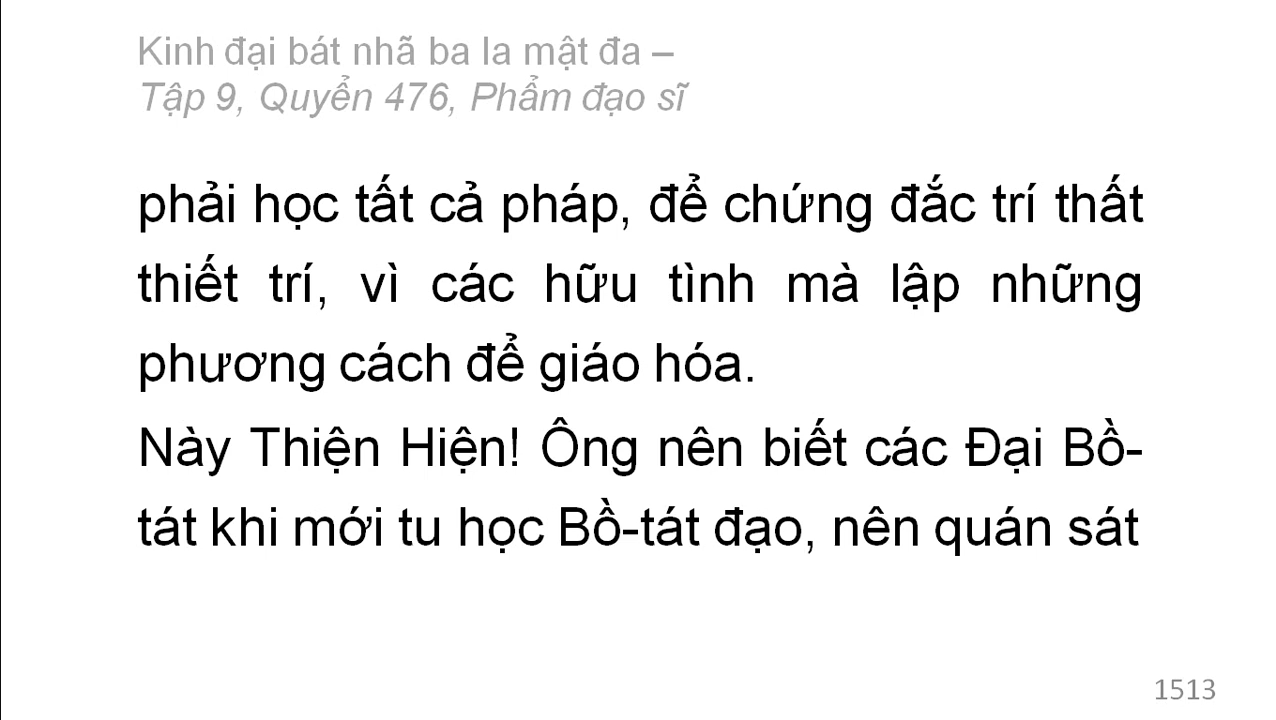 Kinh đại bát nhã ba la mật đa –
Tập 9, Quyển 476, Phẩm đạo sĩ
phải học tất cả pháp, để chứng đắc trí thất
thiết trí, vì các hữu tình mà lập những
phương cách để giáo hóa.
Này Thiện Hiện! Ông nên biết các Đại Bồ-
tát khi mới tu học Bồ-tát đạo, nên quán sát
1513